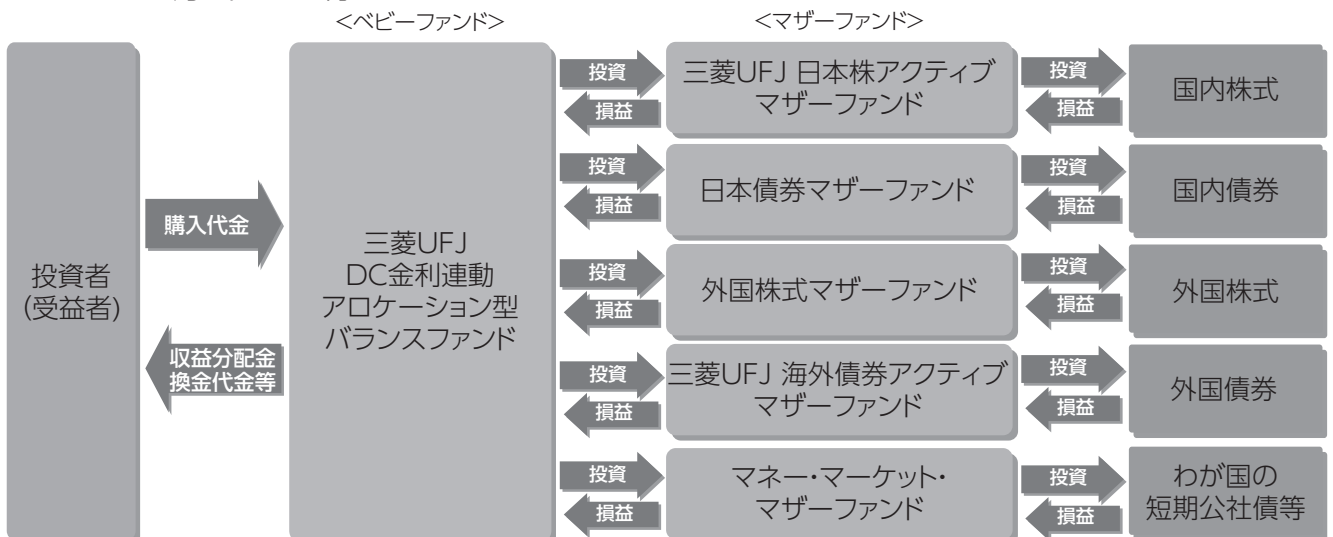 <ベビーファンド>
<マザーファンド>
投資者
(受益者)
購入代金
収益分配金
換金代金等
三菱UFJ
DC金利連動
アロケーション型
バランスファンド
投資
損益
三菱UFJ 日本株アクティブ
マザーファンド
投資
損益
国内株式
投資
損益
日本債券マザーファンド
投資
損益
国内債券
投資
損益
外国株式マザーファンド
投資
損益
外国株式
投資
損益
三菱UFJ 海外債券アクティブ
マザーファンド
投資
損益
外国債券
投資
損益
マネー・マーケット・
マザーファンド
投資
損益
わが国の
短期公社債等